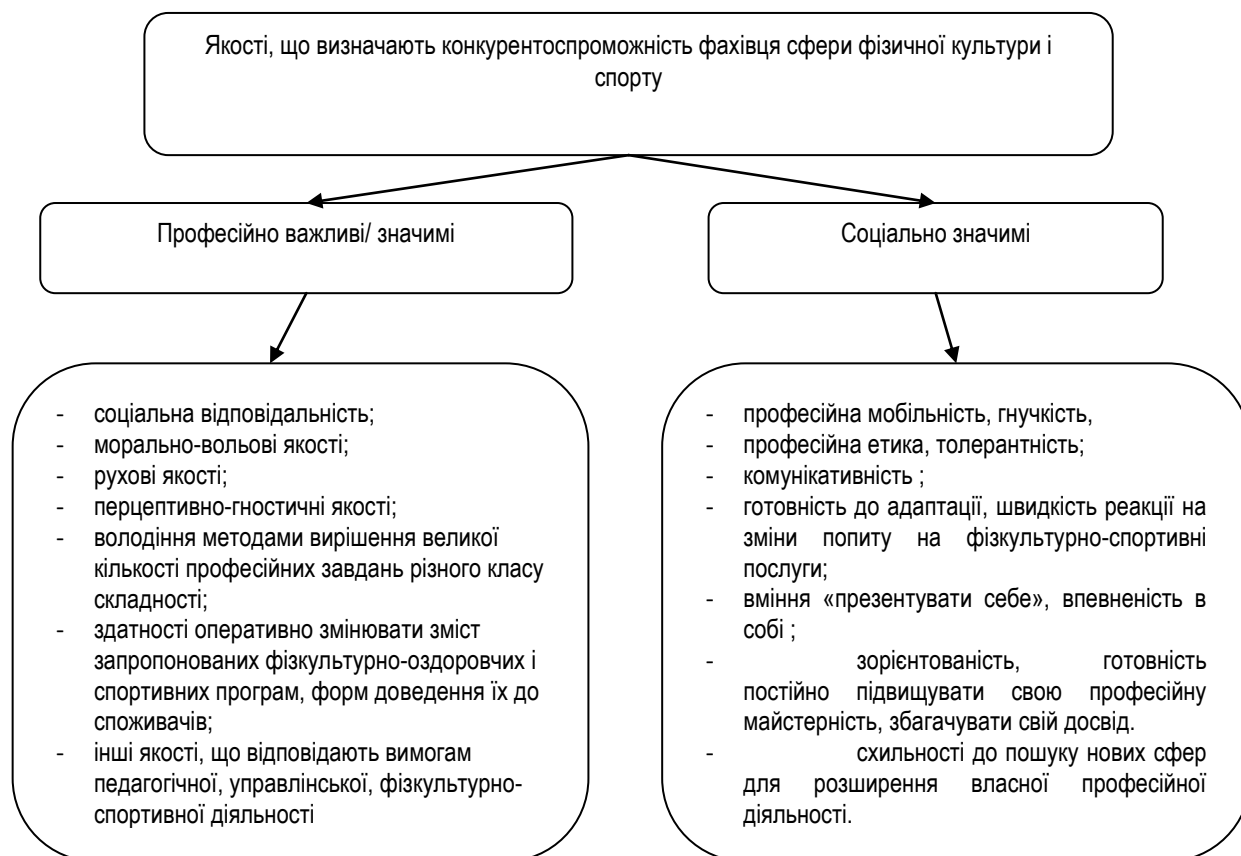 Якості, що визначають конкурентоспроможність фахівця сфери фізичної культури і
спорту
Професійно важливі/ значимі
Соціально значимі
- соціальна відповідальність;
- морально-вольові якості;
- рухові якості;
- перцептивно-гностичні якості;
- володіння методами вирішення великої
кількості професійних завдань різного класу
складності;
- здатності оперативно змінювати зміст
запропонованих фізкультурно-оздоровчих і
спортивних програм, форм доведення їх до
споживачів;
- інші якості, що відповідають вимогам
педагогічної, управлінської, фізкультурно-
спортивної діяльності
- професійна мобільність, гнучкість,
- професійна етика, толерантність;
- комунікативність ;
- готовність до адаптації, швидкість реакції на
зміни попиту на фізкультурно-спортивні
послуги;
- вміння «презентувати себе», впевненість в
собі ;
- зорієнтованість, готовність
постійно підвищувати свою професійну
майстерність, збагачувати свій досвід.
- схильності до пошуку нових сфер
для розширення власної професійної
діяльності.